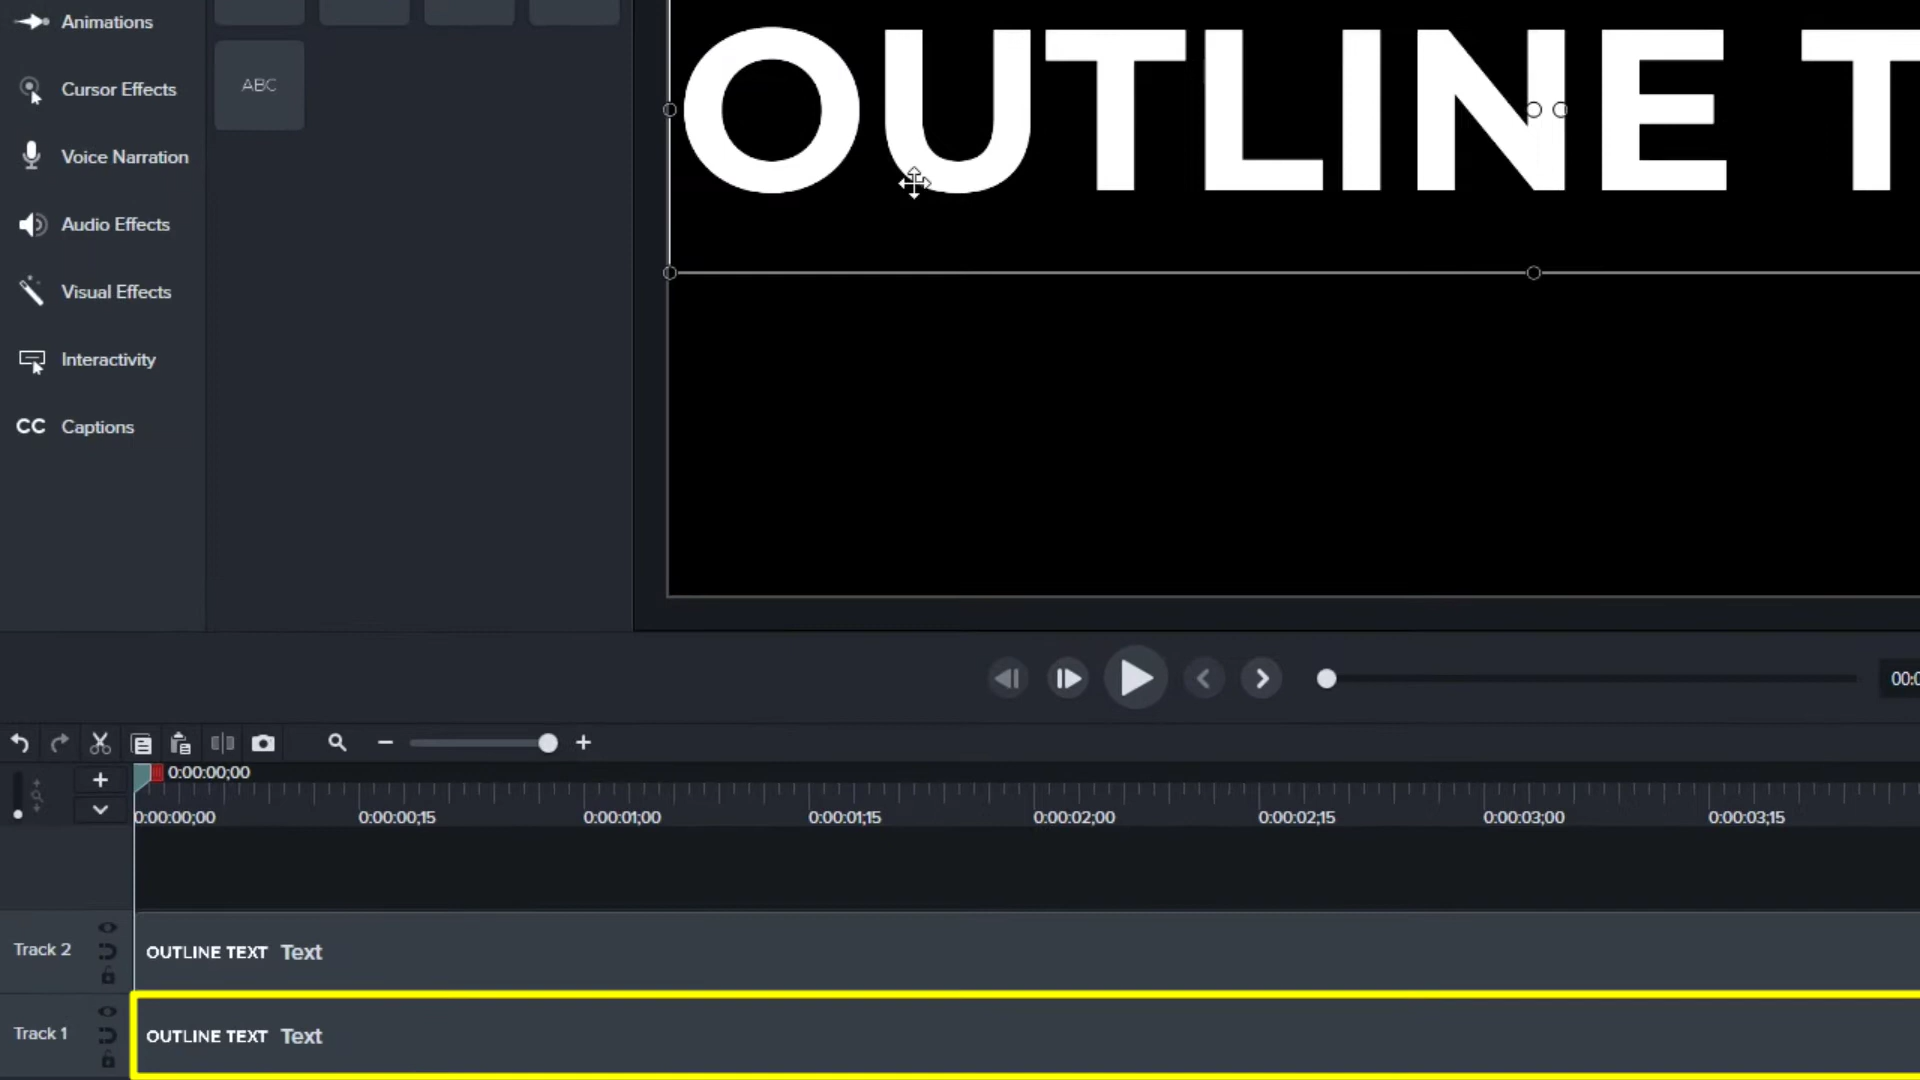 Animations
ABC
Cursor Effects
Voice Narration
Audio Effects
Visual Effects
Interactivity
CC Captions
OUTLINE T
00:0
0:00:00;00
0:00:00;00 0:00:00;15 0:00:01;00 0:00:01;15 0:00:02;00 0:00:02;15 0:00:03;00 0:00:03;15
Track 2 OUTLINE TEXT Text
Track 1 OUTLINE TEXT Text